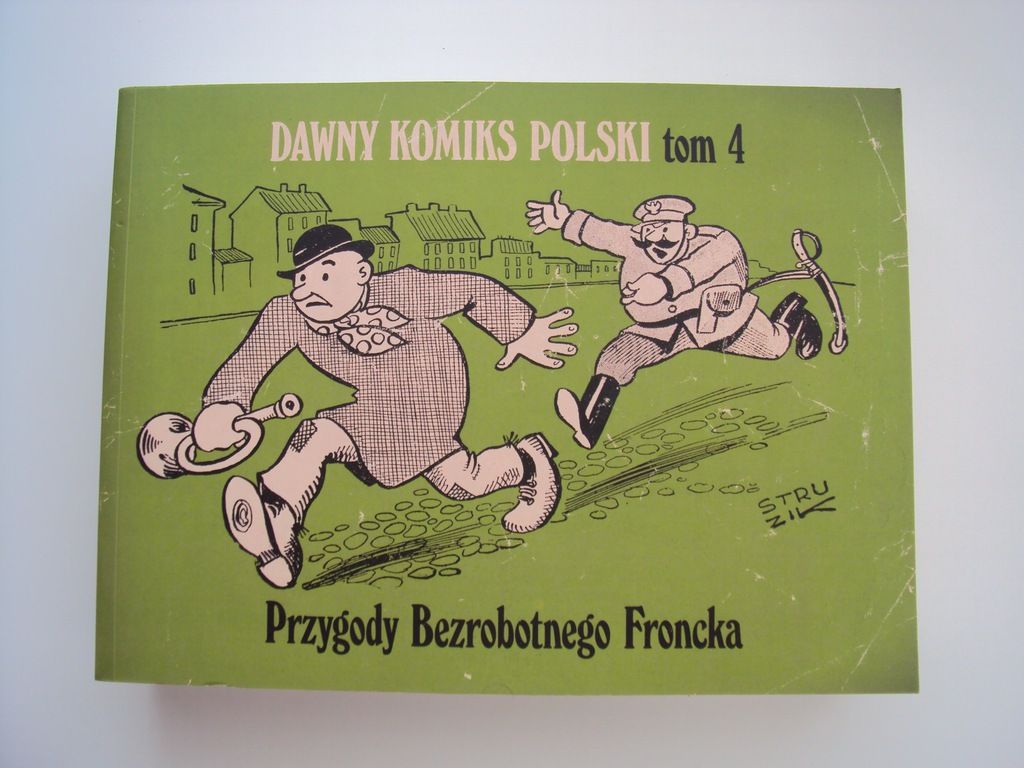 DAWNY KOMIKS POLSKI tom 4
STRU
ZIK
Przygody Bezrobotnego Froncka